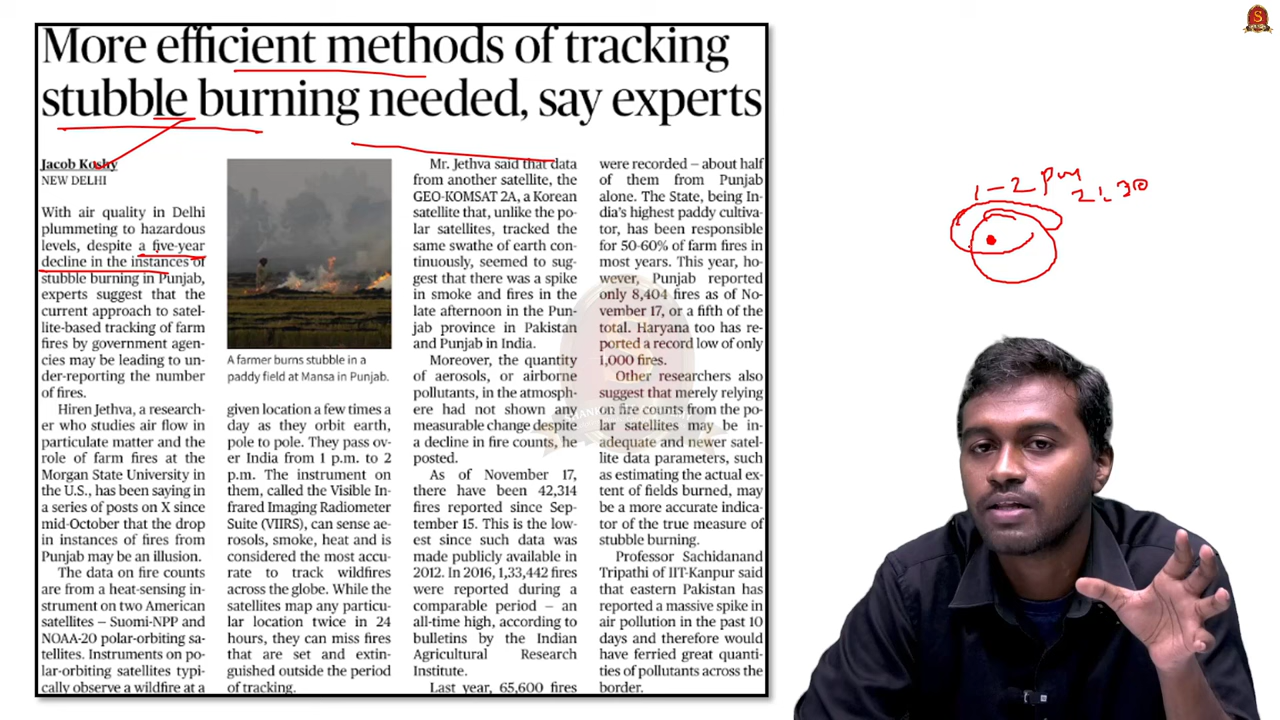 More efficient methods of tracking
stubble burning needed, say experts
Jacob Koshy
NEW DELHI
With air quality in Delhi
plummeting to hazardous
levels, despite a five-year
decline in the instances of
stubble burning in Punjab,
experts suggest that the
current approach to satel-
lite-based tracking of farm
fires by government agen-
cies may be leading to un-
der-reporting the number
of fires.
Hiren Jethva, a research-
er who studies air flow in
particulate matter and the
role of farm fires at the
Morgan State University in
the U.S., has been saying in
a series of posts on X since
mid-October that the drop
in instances of fires from
Punjab may be an illusion.
The data on fire counts
are from a heat-sensing in-
strument on two American
satellites – Suomi-NPP and
NOAA-20 polar-orbiting sa-
tellites. Instruments on po-
lar-orbiting satellites typi-
cally observe a wildfire at a
A farmer burns stubble in a
paddy field at Mansa in Punjab.
given location a few times a
day as they orbit earth,
pole to pole. They pass ov-
er India from 1 p.m. to 2
p.m. The instrument on
them, called the Visible In-
frared Imaging Radiometer
Suite (VIIRS), can sense ae-
rosols, smoke, heat and is
considered the most accu-
rate to track wildfires
across the globe. While the
satellites map any particu-
lar location twice in 24
hours, they can miss fires
that are set and extin-
guished outside the period
of tracking.
Mr. Jethva said that data
from another satellite, the
GEO-KOMSAT 2A, a Korean
satellite that, unlike the po-
lar satellites, tracked the
same swathe of earth con-
tinuously, seemed to sug-
gest that there was a spike
in smoke and fires in the
late afternoon in the Pun-
jab province in Pakistan
and Punjab in India.
Moreover, the quantity
of aerosols, or airborne
pollutants, in the atmosph-
ere had not shown any
measurable change despite
a decline in fire counts, he
posted.
As of November 17,
there have been 42,314
fires reported since Sep-
tember 15. This is the low-
est since such data was
made publicly available in
2012. In 2016, 1,33,442 fires
were reported during a
comparable period – an
all-time high, according to
bulletins by the Indian
Agricultural Research
Institute.
Last year, 65,600 fires
were recorded – about half
of them from Punjab
alone. The State, being In-
dia's highest paddy cultiva-
tor, has been responsible
for 50-60% of farm fires in
most years. This year, ho-
wever, Punjab reported
only 8,404 fires as of No-
vember 17, or a fifth of the
total. Haryana too has re-
ported a record low of only
1,000 fires.
Other researchers also
suggest that merely relying
on fire counts from the po-
lar satellites may be in-
adequate and newer satel-
lite data parameters, such
as estimating the actual ex-
tent of fields burned, may
be a more accurate indica-
tor of the true measure of
stubble burning.
Professor Sachidanand
Tripathi of IIT-Kanpur said
that eastern Pakistan has
reported a massive spike in
air pollution in the past 10
days and therefore would
have ferried great quanti-
ties of pollutants across the
border.
1-2 pm
2:30